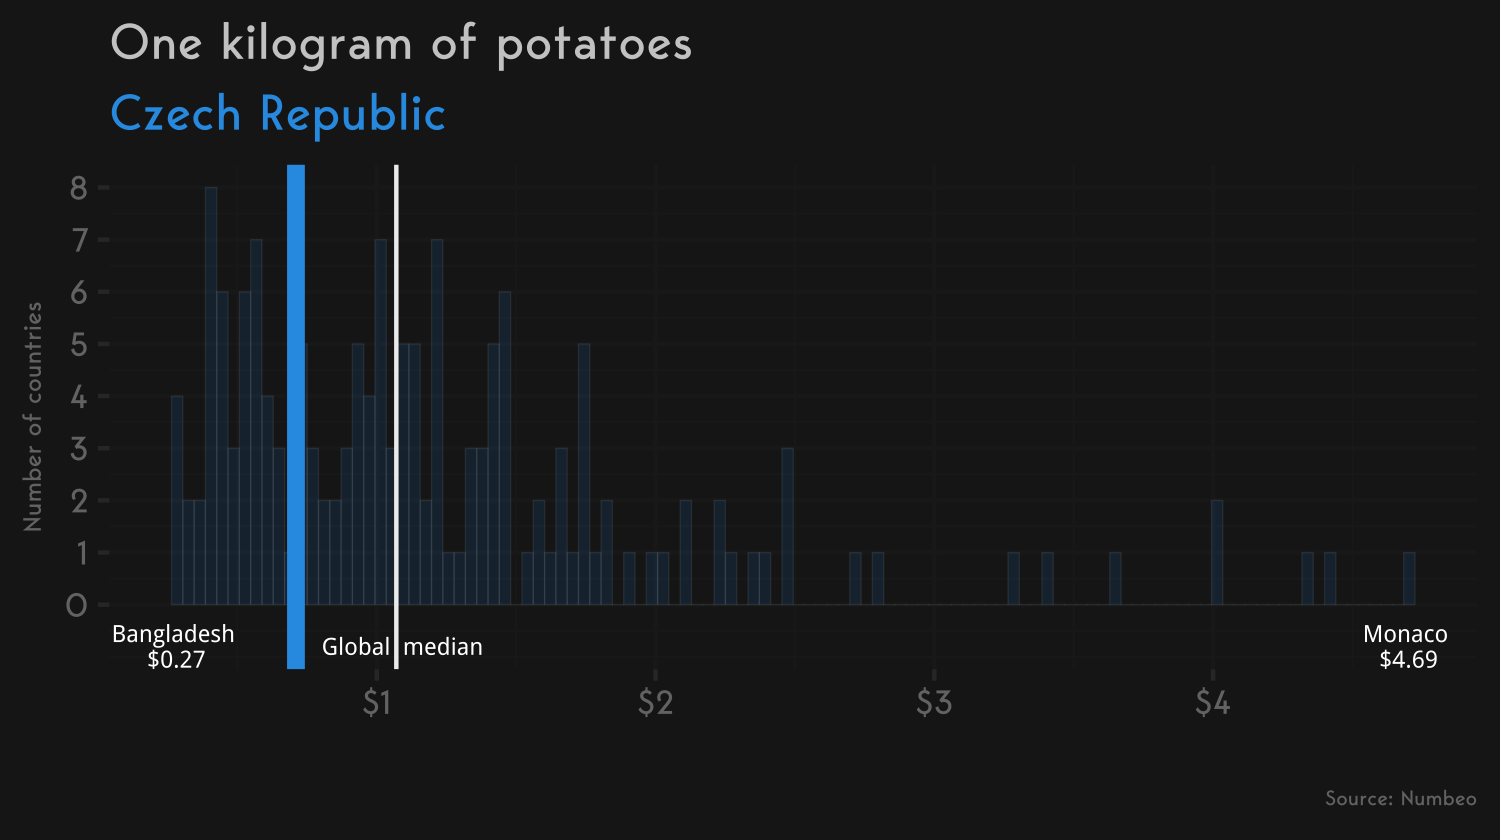 One kilogram of potatoes
Czech Republic
Number of countries
8
7
6
5
4
3
2
1
0
Bangladesh
$0.27
Global median
Monaco
$4.69
$1
$2
$3
$4
Source: Numbeo